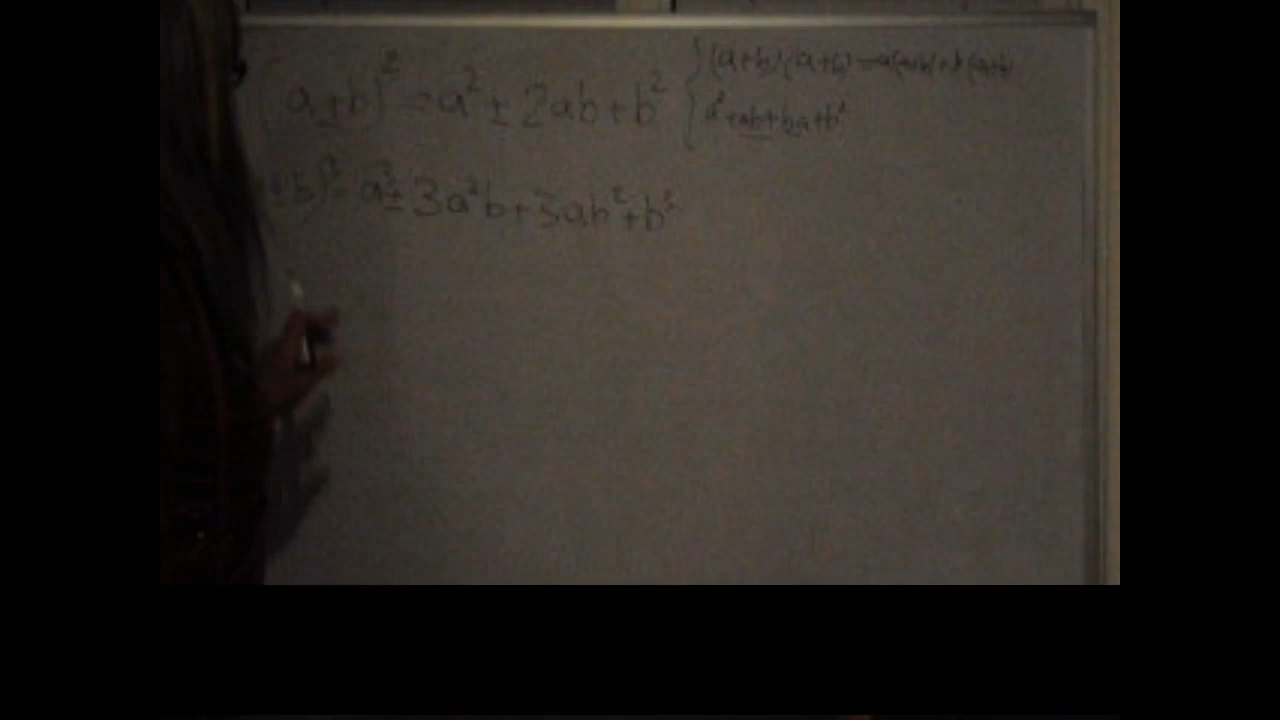 (a±b)² = a² ± 2ab + b²
(a+b)(a+b) = a(a+b)+b(a+b)
a²+ab+ba+b²
±b)³ = a³ ± 3a²b + 3ab² ± b³